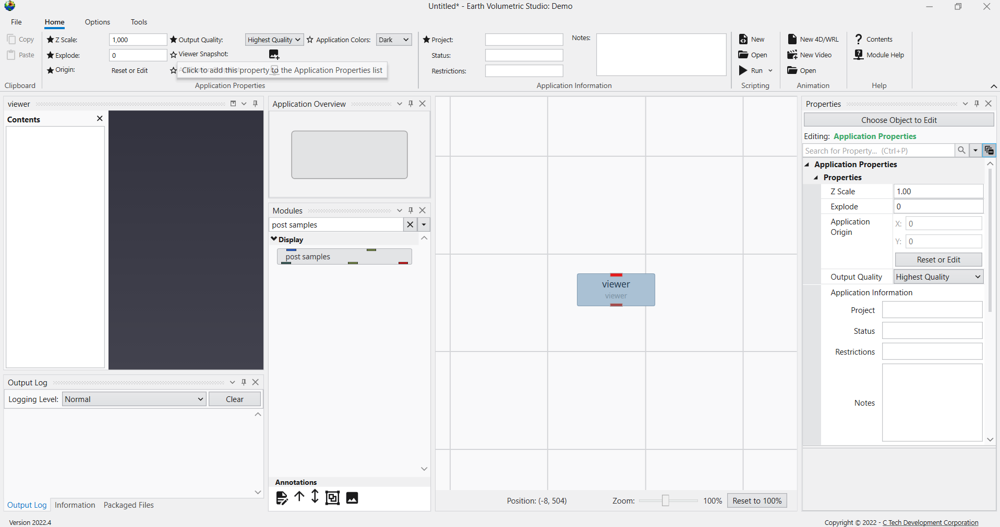 Untitled* - Earth Volumetric Studio: Demo
File Home Options Tools
Copy
Paste
Clipboard
Z Scale: 1,000
Explode: 0
Origin: Reset or Edit
Output Quality: Highest Quality
Viewer Snapshot:
Click to add this property to the Application Properties list
Application Colors: Dark
Application Properties
Project:
Status:
Restrictions:
Notes:
Application Information
New
Open
Run
Scripting
New 4D/WRL
New Video
Open
Animation
Contents
Module Help
Help
viewer
Contents
Application Overview
Modules
post samples
Display
post samples
Annotations
viewer
viewer
Position: (-8, 504)
Zoom: 100% Reset to 100%
Properties
Choose Object to Edit
Editing: Application Properties
Search for Property... (Ctrl+P)
Application Properties
Properties
Z Scale 1.00
Explode 0
Application
Origin
X: 0
Y: 0
Reset or Edit
Output Quality Highest Quality
Application Information
Project
Status
Restrictions
Notes
Output Log
Logging Level: Normal Clear
Output Log Information Packaged Files
Version 2022.4
Copyright © 2022 - C Tech Development Corporation